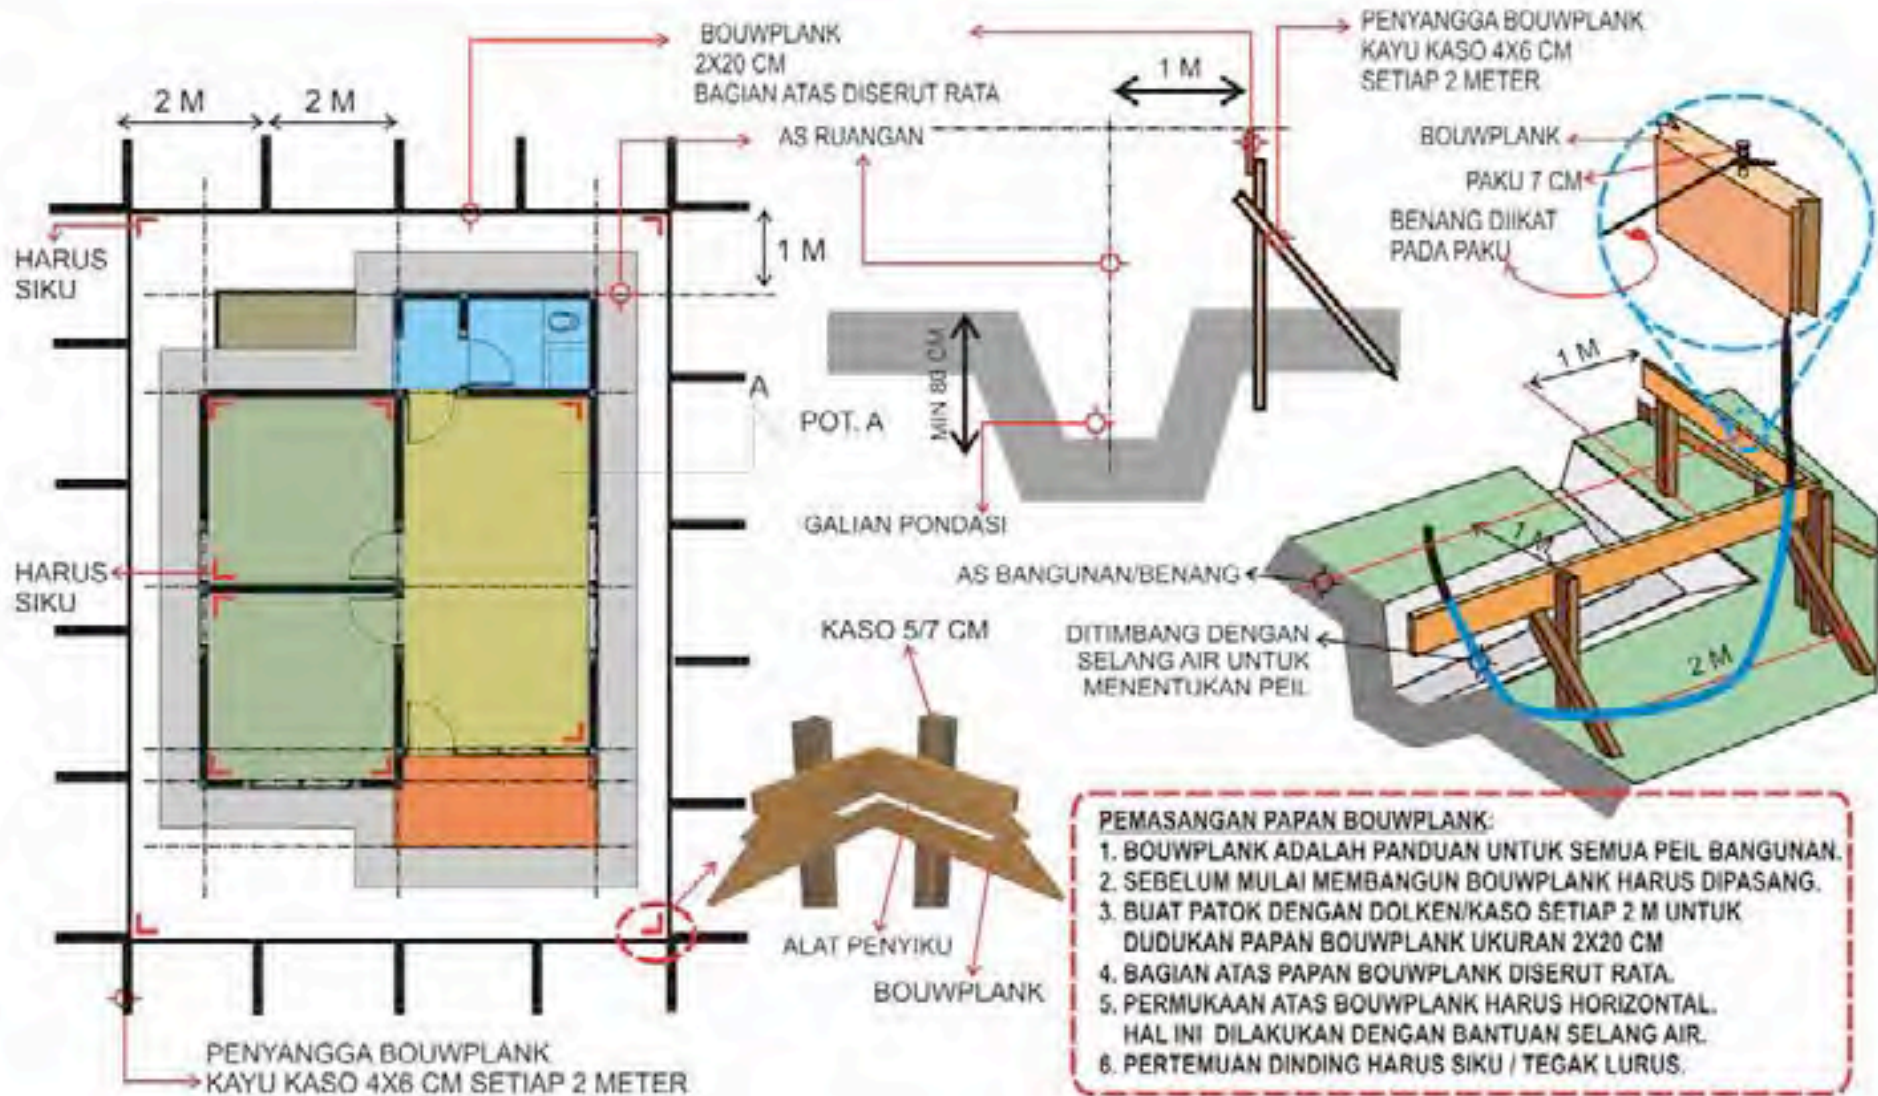 BOUWPLANK
2X20 CM
BAGIAN ATAS DISERUT RATA
PENYANGGA BOUWPLANK
KAYU KASO 4X6 CM
SETIAP 2 METER
2 M
2 M
1 M
AS RUANGAN
BOUWPLANK
PAKU 7 CM
BENANG DIIKAT
PADA PAKU
HARUS
SIKU
1 M
MIN 80 CM
A
POT. A
1 M
GALIAN PONDASI
HARUS
SIKU
AS BANGUNAN/BENANG
1 M
KASO 5/7 CM
DITIMBANG DENGAN
SELANG AIR UNTUK
MENENTUKAN PEIL
2 M
ALAT PENYIKU
BOUWPLANK
PENYANGGA BOUWPLANK
KAYU KASO 4X6 CM SETIAP 2 METER
PEMASANGAN PAPAN BOUWPLANK:
1. BOUWPLANK ADALAH PANDUAN UNTUK SEMUA PEIL BANGUNAN.
2. SEBELUM MULAI MEMBANGUN BOUWPLANK HARUS DIPASANG.
3. BUAT PATOK DENGAN DOLKEN/KASO SETIAP 2 M UNTUK
DUDUKAN PAPAN BOUWPLANK UKURAN 2X20 CM
4. BAGIAN ATAS PAPAN BOUWPLANK DISERUT RATA.
5. PERMUKAAN ATAS BOUWPLANK HARUS HORIZONTAL.
HAL INI DILAKUKAN DENGAN BANTUAN SELANG AIR.
6. PERTEMUAN DINDING HARUS SIKU / TEGAK LURUS.